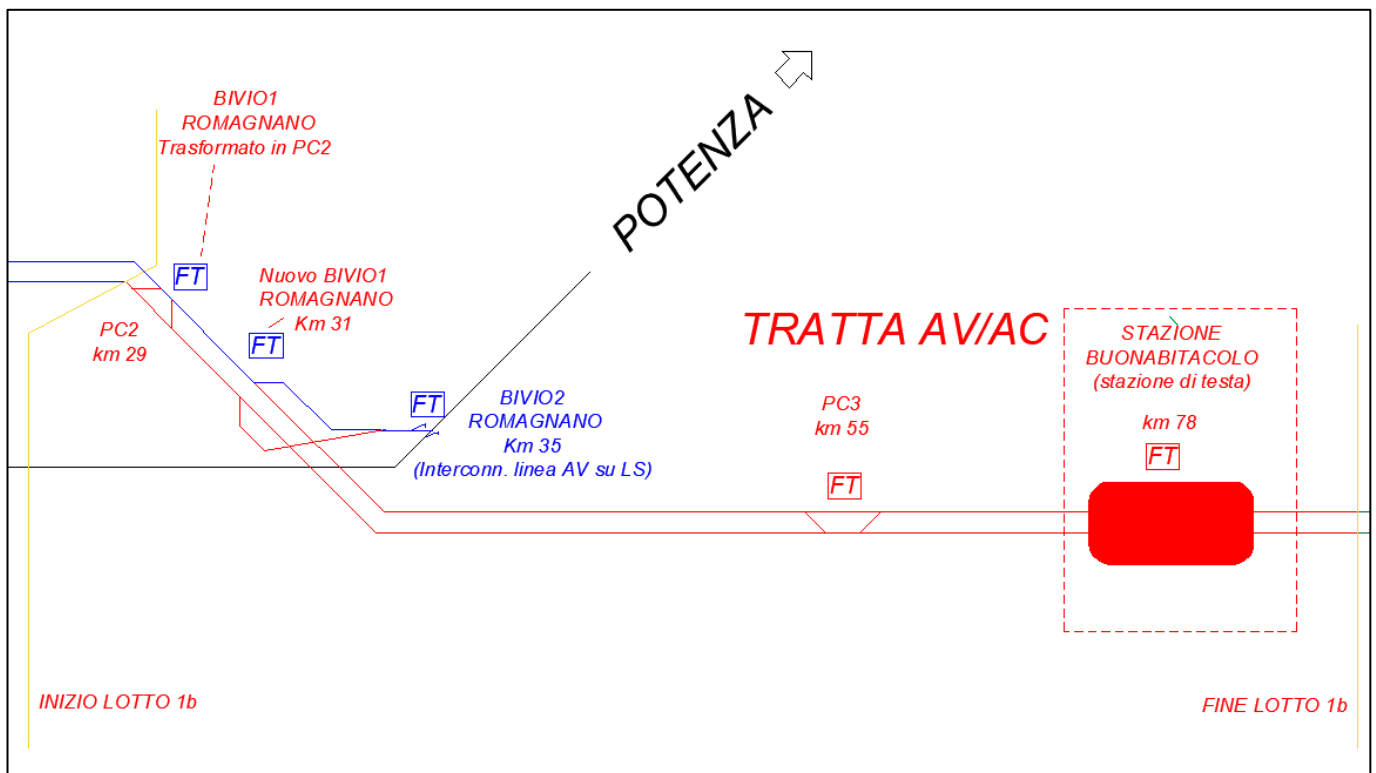 BIVIO1
ROMAGNANO
Trasformato in PC2
POTENZA
FT
Nuovo BIVIO1
ROMAGNANO
Km 31
FT
PC2
km 29
TRATTA AV/AC
STAZIONE
BUONABITACOLO
(stazione di testa)
km 78
FT
FT
BIVIO2
ROMAGNANO
Km 35
(Interconn. linea AV su LS)
PC3
km 55
FT
INIZIO LOTTO 1b
FINE LOTTO 1b